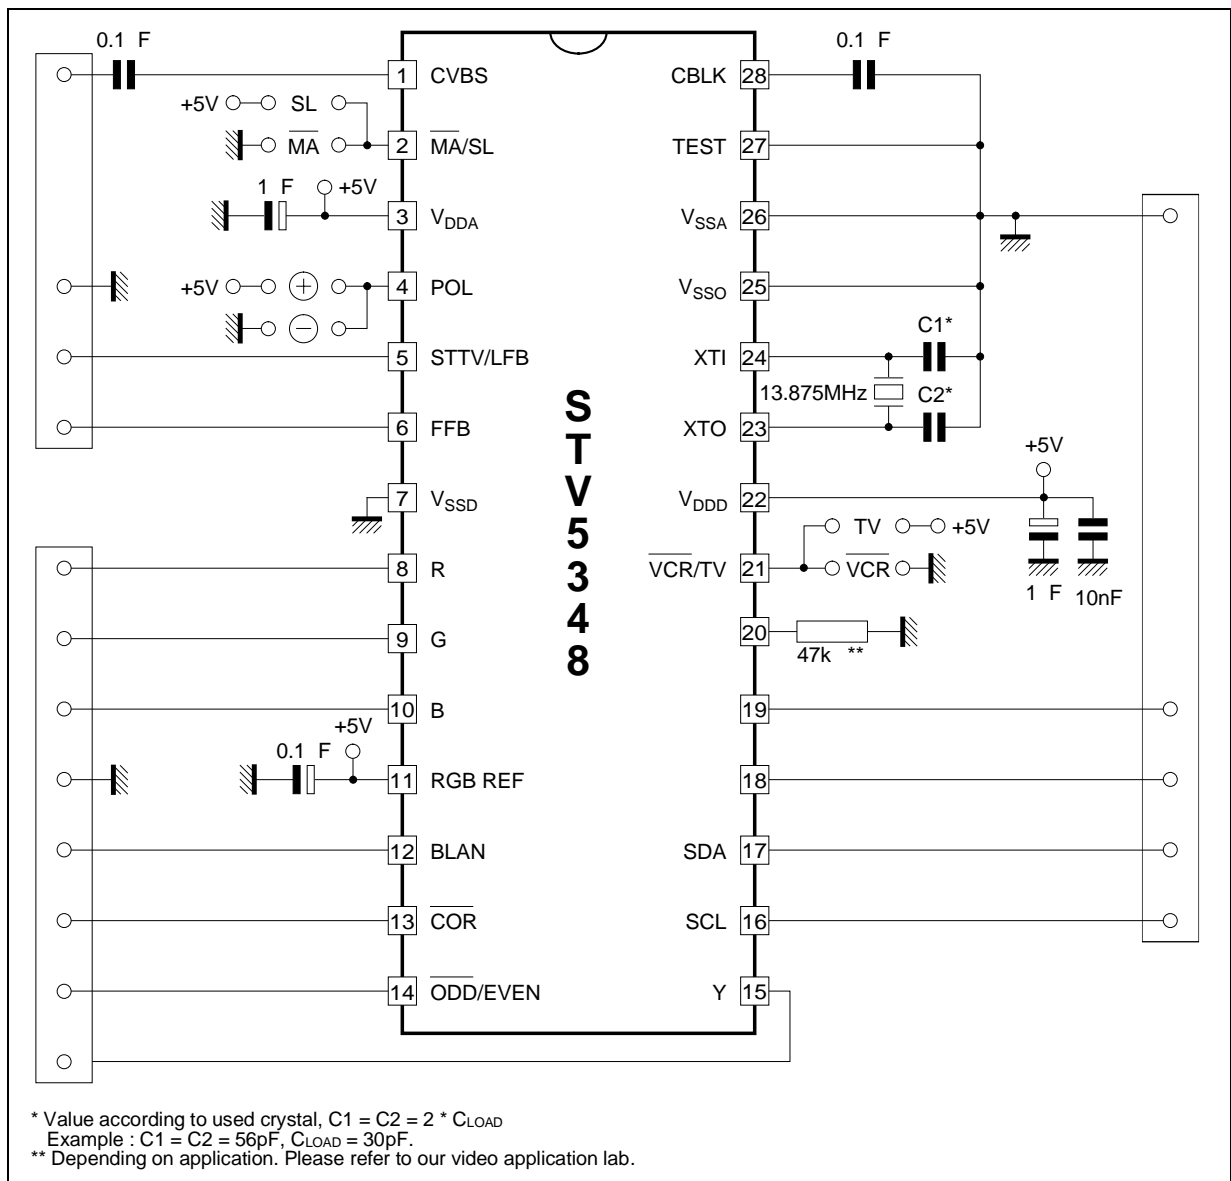 0.1 F
1 CVBS
+5V SL
MA
2 MA/SL
1 F +5V
3 VDDA
+5V + 4 POL
−
5 STTV/LFB
6 FFB
7 VSSD
8 R
9 G
10 B
+5V
0.1 F
11 RGB REF
12 BLAN
13 COR
14 ODD/EVEN
STV5348
0.1 F
CBLK 28
TEST 27
VSSA 26
VSSO 25
C1*
XTI 24
13.875MHz
C2*
XTO 23
+5V
VDDD 22
TV +5V
VCR/TV 21 VCR
1 F 10nF
20
47k **
19
18
SDA 17
SCL 16
Y 15
* Value according to used crystal, C1 = C2 = 2 * CLOAD
Example : C1 = C2 = 56pF, CLOAD = 30pF.
** Depending on application. Please refer to our video application lab.